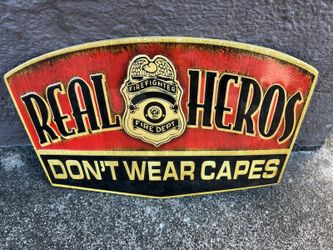 REAL HEROS
FIREFIGHTER
FIRE DEPT
DON'T WEAR CAPES